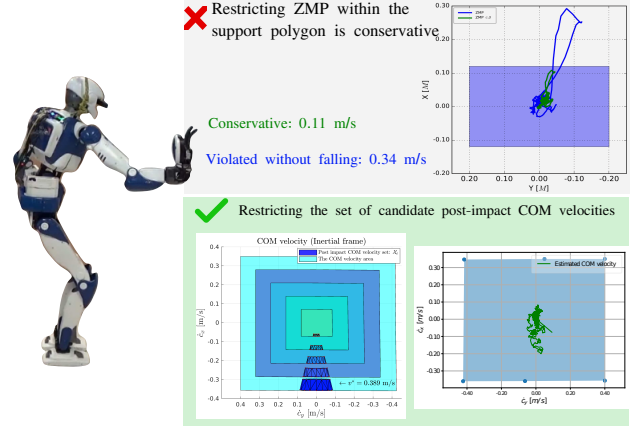 Restricting ZMP within the
support polygon is conservative
Conservative: 0.11 m/s
Violated without falling: 0.34 m/s
ZMP
0.30
0.20
0.10
0.00
-0.10
-0.20
X [M]
0.20
0.10
0.00
-0.10
-0.20
Y [M]
Restricting the set of candidate post-impact COM velocities
COM velocity (Inertial frame)
Post impact COM velocity set:
The COM velocity area
0.4
0.3
0.2
0.1
0
-0.1
-0.2
-0.3
-0.4
ċx [m/s]
← v* = 0.389 m/s
0.4
0.3
0.2
0.1
0
-0.1
-0.2
-0.3
-0.4
ċy [m/s]
Estimated COM velocity
0.30
0.20
0.10
0.00
-0.10
-0.20
-0.30
ċx [m/s]
-0.40
-0.20
0.00
0.20
0.40
ċy [m/s]